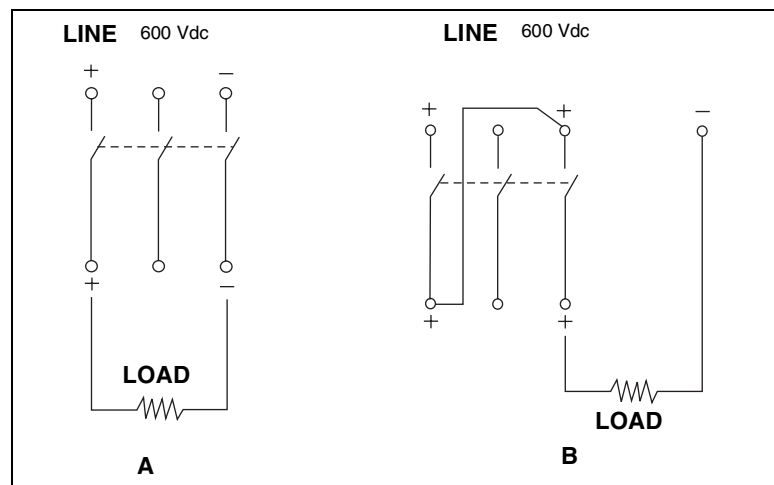 LINE 600 Vdc
+ −
+ −
LOAD
A
LINE 600 Vdc
+ + −
+ +
LOAD
B